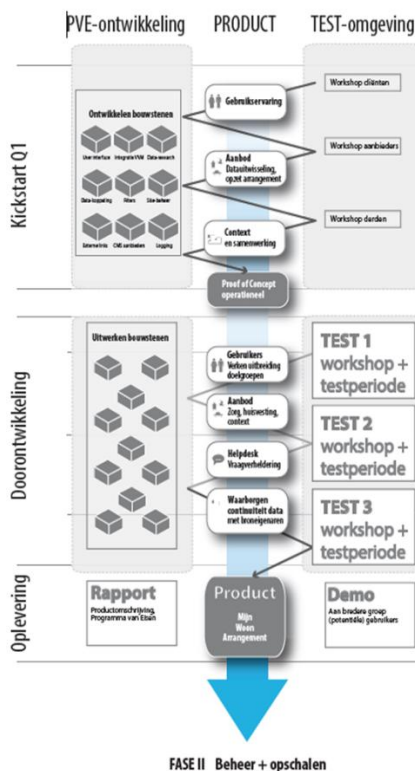 PVE-ontwikkeling
PRODUCT
TEST-omgeving
Kickstart Q1
Ontwikkelen bouwstenen
User interface
Integratie VVM
Data-research
Data-koppeling
Filters
Site-beheer
Externe links
CMS aanbieders
Logging
Gebruikservaring
Aanbod
Datauitwisseling,
opzet arrangement
Context
en samenwerking
Proof of Concept
operationeel
Workshop cliënten
Workshop aanbieders
Workshop derden
Doorontwikkeling
Uitwerken bouwstenen
Gebruikers
Verken uitbreiding
doelgroepen
Aanbod
Zorg, huisvesting,
context
Helpdesk
Vraagverheldering
Waarborgen
continuiteit data
met broneigenaren
TEST 1
workshop +
testperiode
TEST 2
workshop +
testperiode
TEST 3
workshop +
testperiode
Oplevering
Rapport
Productomschrijving,
Programma van Eisen
Product
Mijn
Woon
Arrangement
Demo
Aan bredere groep
(potentiële) gebruikers
FASE II Beheer + opschalen